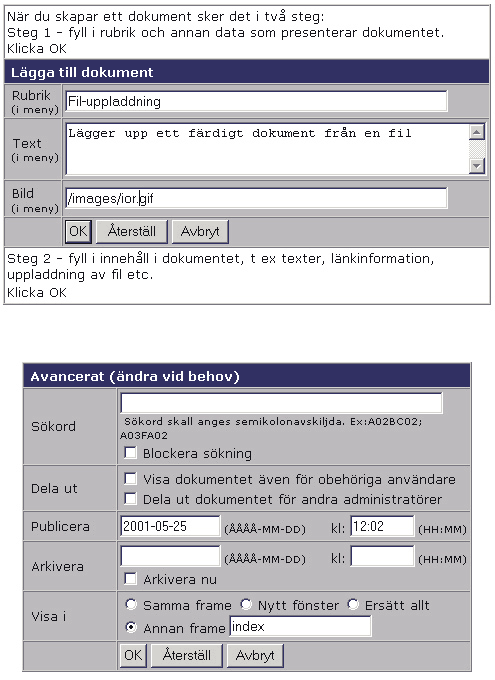 När du skapar ett dokument sker det i två steg:
Steg 1 - fyll i rubrik och annan data som presenterar dokumentet.
Klicka OK
Lägga till dokument
Rubrik
(i meny)
Fil-uppladdning
Text
(i meny)
Lägger upp ett färdigt dokument från en fil
Bild
(i meny)
/images/ior.gif
OK Återställ Avbryt
Steg 2 - fyll i innehåll i dokumentet, t ex texter, länkinformation,
uppladdning av fil etc.
Klicka OK
Avancerat (ändra vid behov)
Sökord
Sökord skall anges semikolonavskiljda. Ex:A02BC02;
A03FA02
Blockera sökning
Dela ut
Visa dokumentet även för obehöriga användare
Dela ut dokumentet för andra administratörer
Publicera 2001-05-25 (ÅÅÅÅ-MM-DD) kl: 12:02 (HH:MM)
Arkivera (ÅÅÅÅ-MM-DD) kl: (HH:MM)
Arkivera nu
Visa i
Samma frame Nytt fönster Ersätt allt
Annan frame index
OK Återställ Avbryt